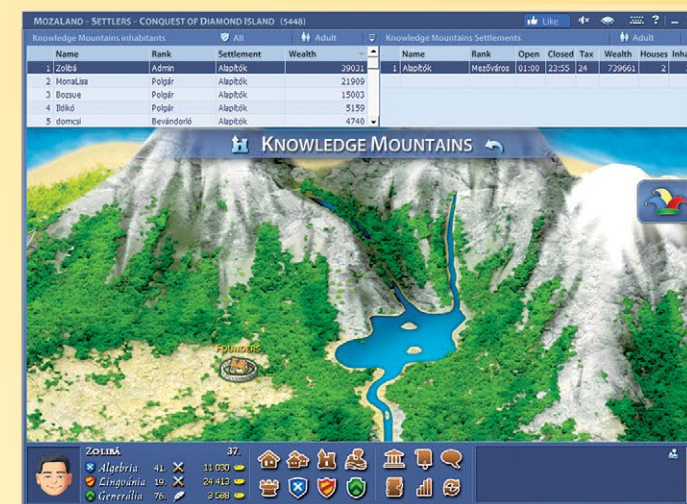 MOZALAND - SETTLERS - CONQUEST OF DIAMOND ISLAND (5448) Like ?
Knowledge Mountains inhabitants All Adult
Name Rank Settlement Wealth
1 Zolibá Admin Alapítók 39031
2 MonaLisa Polgár Alapítók 21909
3 Bozsue Polgár Alapítók 15003
4 Ildikó Polgár Alapítók 5159
5 domcsi Bevándorló Alapítók 4740
Knowledge Mountains Settlements Adult
Name Rank Open Closed Tax Wealth Houses Inha
1 Alapítók Mezőváros 01:00 23:55 24 739661 2
KNOWLEDGE MOUNTAINS
FOUNDERS
ZOLIBÁ 37.
Algebria 41. 11 030
Lingvánia 19. 24 413
Generália 76. 3 588